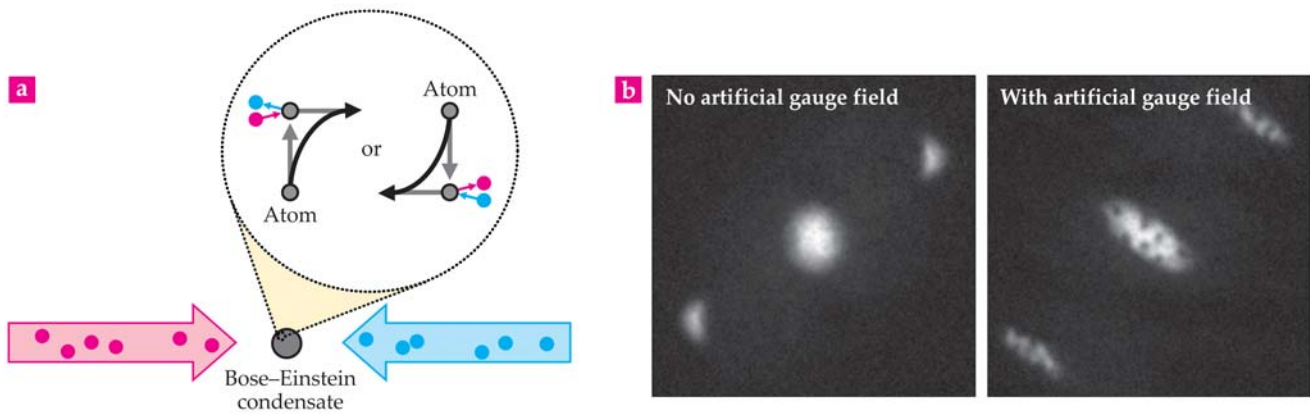 a
Atom
or
Atom
Bose–Einstein
condensate
b
No artificial gauge field
With artificial gauge field